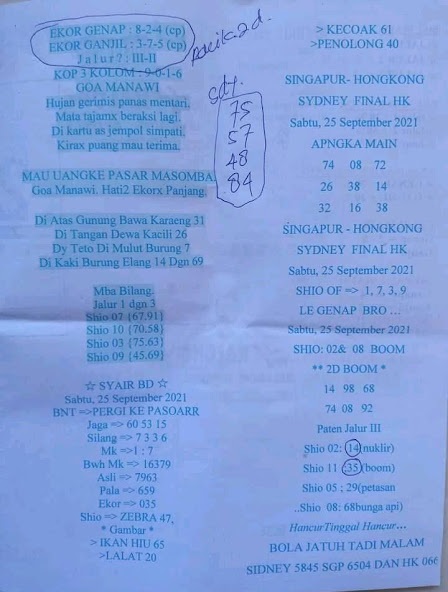 EKOR GENAP : 8-2-4 (cp)
EKOR GANJIL : 3-7-5 (cp)
Jalur? : III-II
KOP 3 KOLOM : 9-0-1-6
GOA MANAWI
Hujan gerimis panas mentari.
Mata tajamx beraksi lagi.
Di kartu as jempol simpati.
Kirax puang mau terima.
MAU UANGKE PASAR MASOMBA
Goa Manawi. Hati2 Ekorx Panjang.
Di Atas Gunung Bawa Karaeng 31
Di Tangan Dewa Kacili 26
Dy Teto Di Mulut Burung 7
Di Kaki Burung Elang 14 Dgn 69
Mba Bilang.
Jalur 1 dgn 3
Shio 07 {67.91}
Shio 10 {70.58}
Shio 03 {75.63}
Shio 09 {45.69}
☆ SYAIR BD ☆
Sabtu, 25 September 2021
BNT =>PERGI KE PASOARR
Jaga => 60 53 15
Silang => 7 3 3 6
Mk =>1 : 7
Bwh Mk => 16379
Asli => 7963
Pala => 659
Ekor => 035
Shio => ZEBRA 47,
* Gambar *
> IKAN HIU 65
>LALAT 20
2d.
75
57
48
84
> KECOAK 61
>PENOLONG 40
SINGAPUR- HONGKONG
SYDNEY FINAL HK
Sabtu, 25 September 2021
APNGKA MAIN
74 08 72
26 38 14
32 16 38
SINGAPUR - HONGKONG
SYDNEY FINAL HK
Sabtu, 25 September 2021
SHIO OF => 1, 7, 3, 9
LE GENAP BRO ...
Sabtu, 25 September 2021
SHIO: 02& 08 BOOM
** 2D BOOM *
14 98 68
74 08 92
Paten Jalur III
Shio 02: 14(nuklir)
Shio 11 :35(boom)
Shio 05 ; 29(petasan
..Shio 08: 68bunga api)
HancurTinggal Hancur...
BOLA JATUH TADI MALAM
SIDNEY 5845 SGP 6504 DAN HK 066